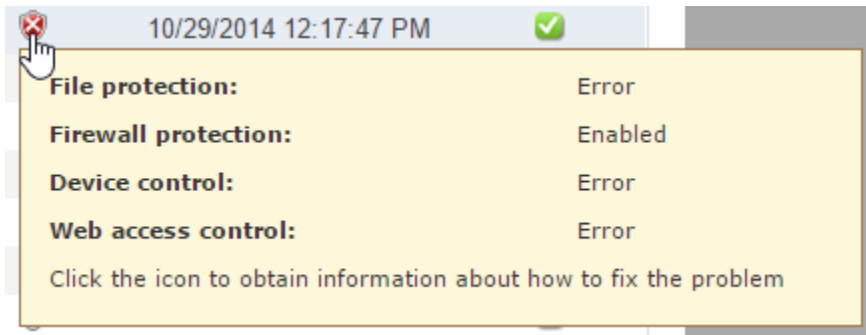 10/29/2014 12:17:47 PM
File protection: Error
Firewall protection: Enabled
Device control: Error
Web access control: Error
Click the icon to obtain information about how to fix the problem